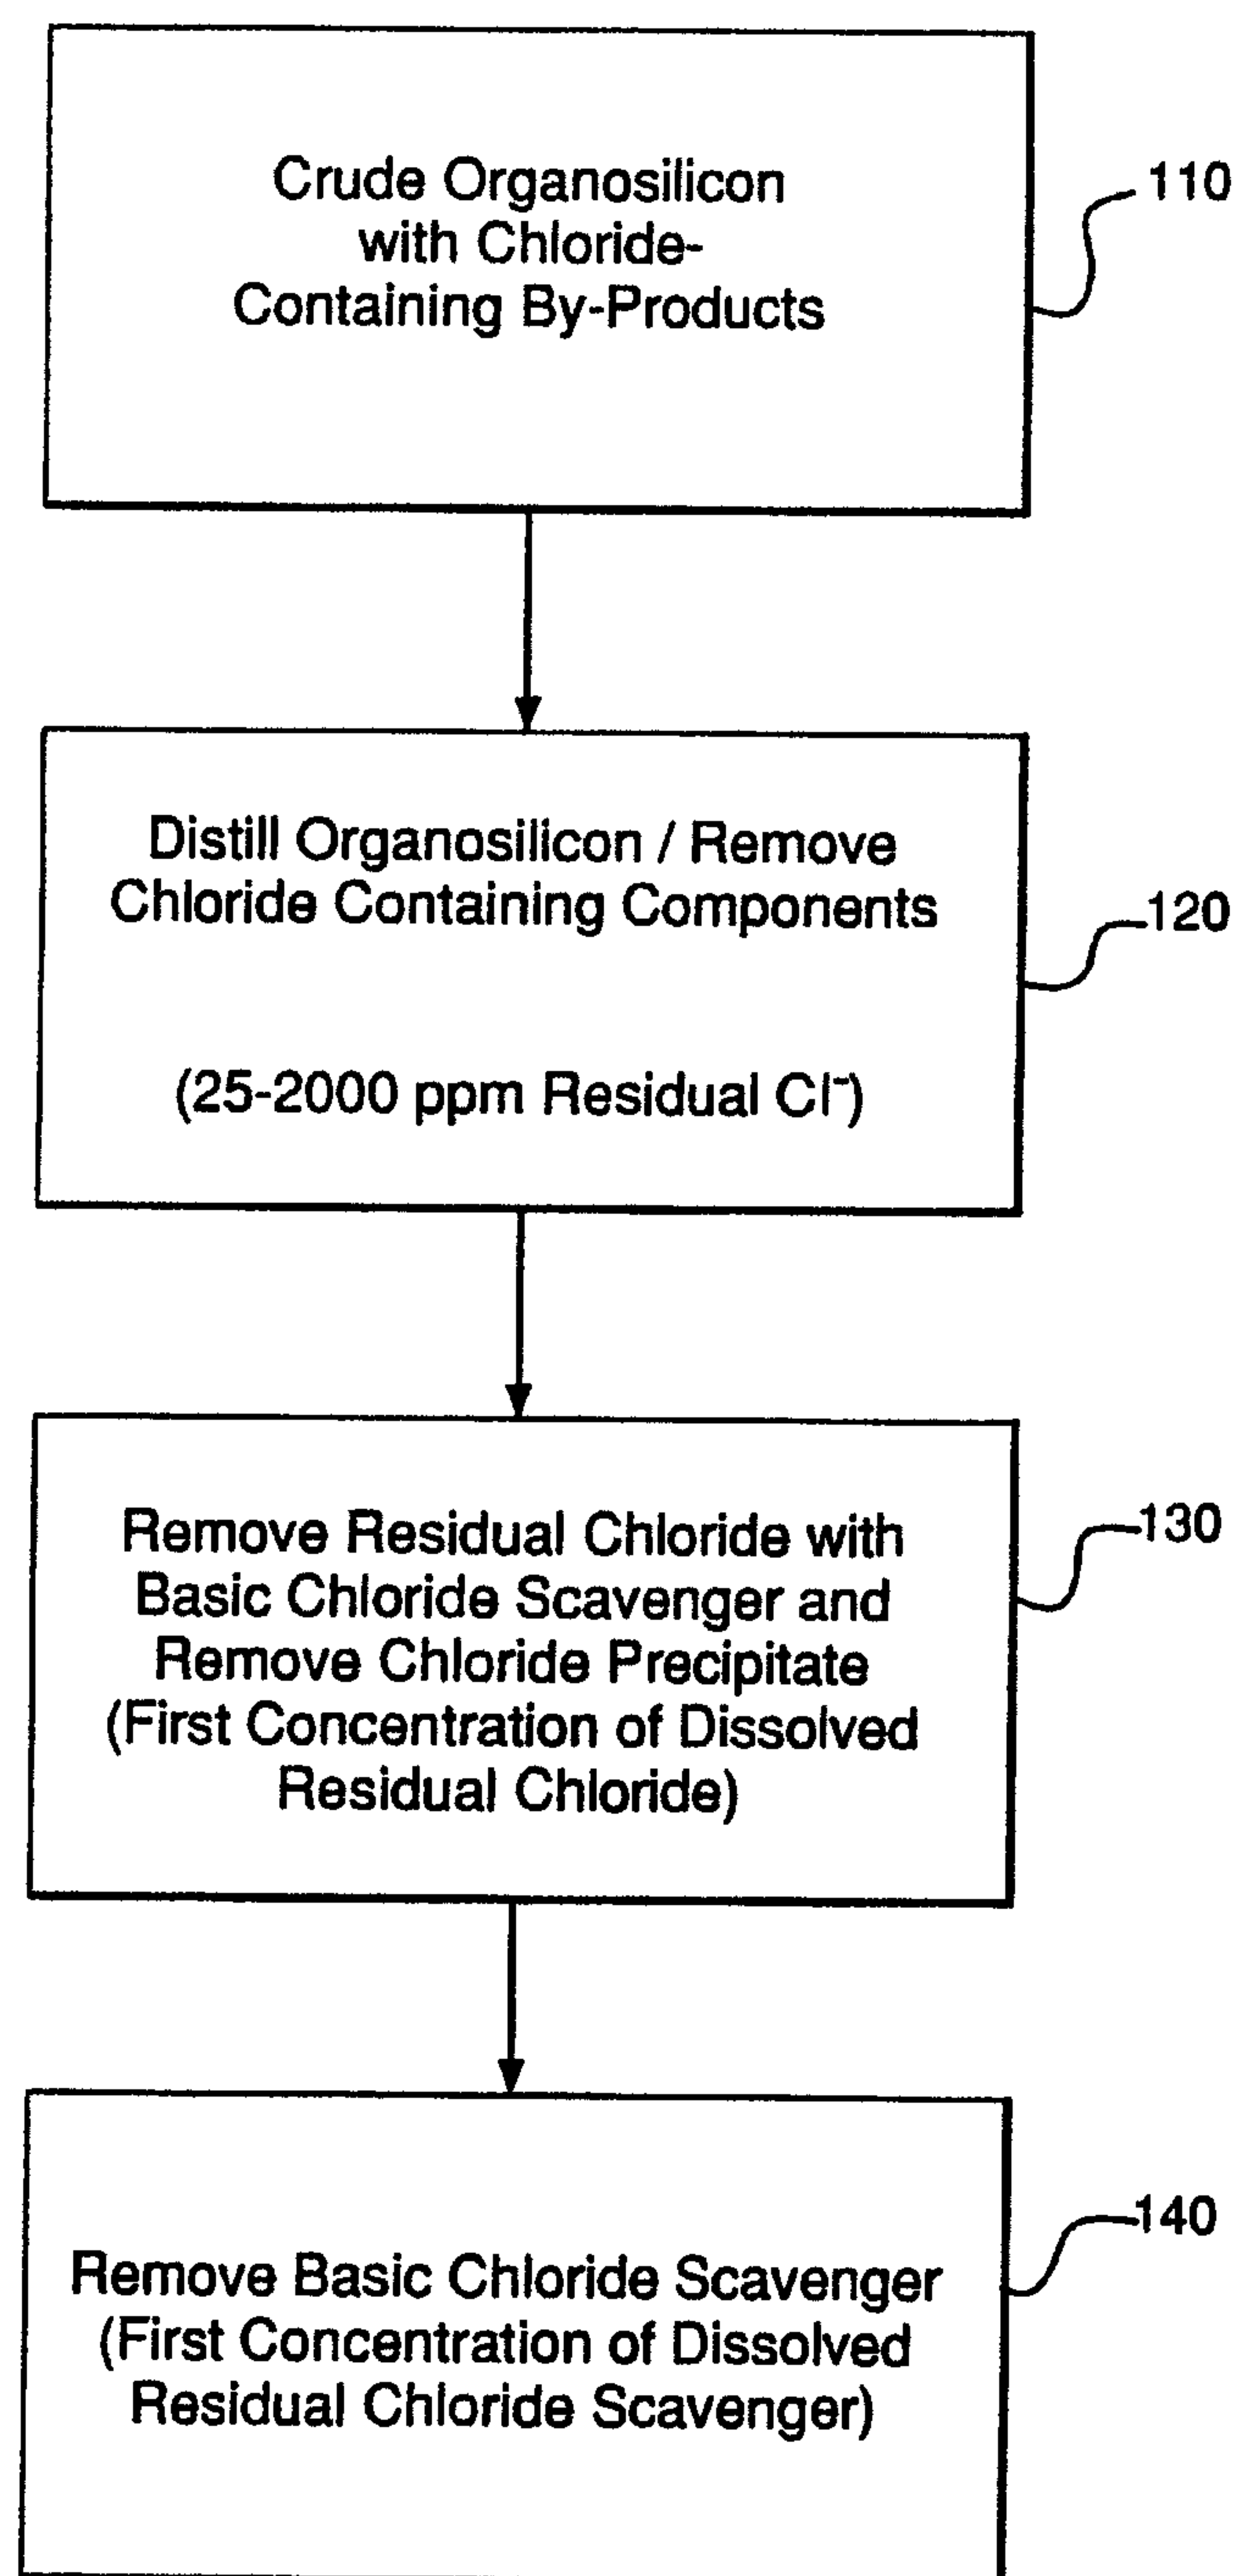 Crude Organosilicon
with Chloride-
Containing By-Products
110
Distill Organosilicon / Remove
Chloride Containing Components
(25-2000 ppm Residual Cl⁻)
120
Remove Residual Chloride with
Basic Chloride Scavenger and
Remove Chloride Precipitate
(First Concentration of Dissolved
Residual Chloride)
130
Remove Basic Chloride Scavenger
(First Concentration of Dissolved
Residual Chloride Scavenger)
140